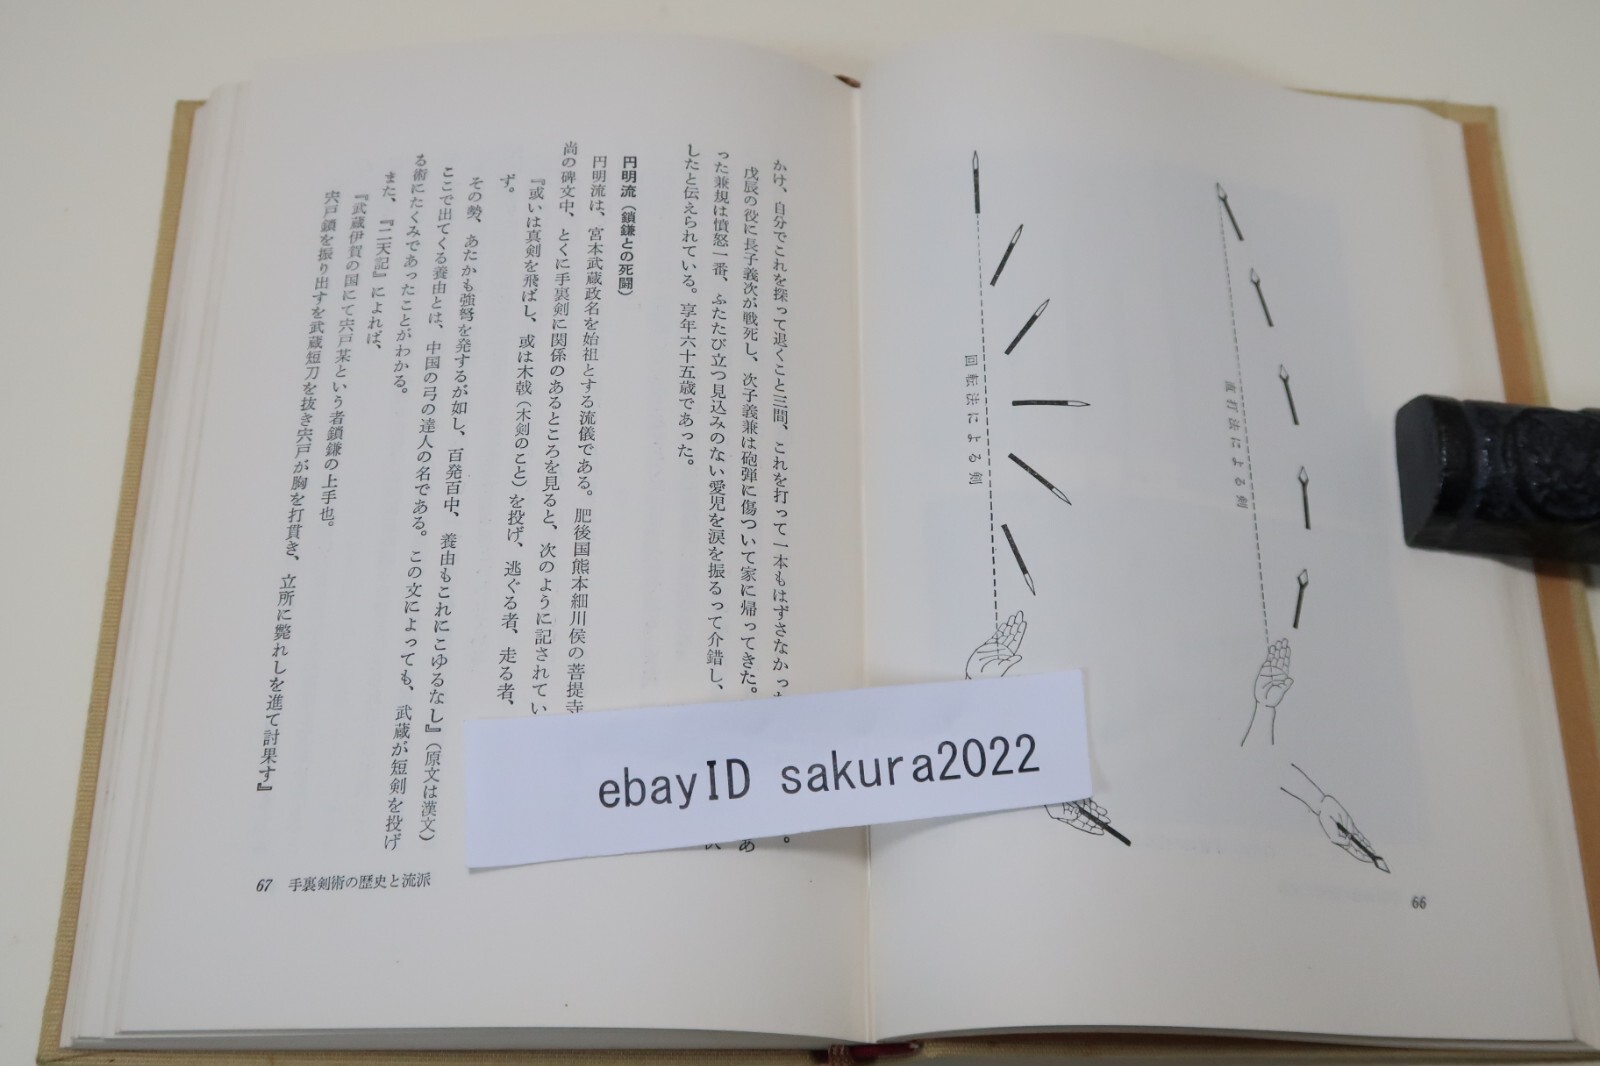 直打法による剣
回転法による剣
66
かけ、自分でこれを探って退くこと三間、これを打って一本もはずさなかった
。
戊辰の役に長子義次が戦死し、次子義兼は砲弾に傷ついて家に帰ってきた。
あ
った兼規は憤怒一番、ふたたび立つ見込みのない愛児を涙を振るって介錯し、
したと伝えられている。享年六十五歳であった。
円明流（鎖鎌との死闘）
円明流は、宮本武蔵政名を始祖とする流儀である。肥後国熊本細川侯の菩提寺
尚の碑文中、とくに手裏剣に関係のあるところを見ると、次のように記されてい
『或いは真剣を飛ばし、或は木戟（木剣のこと）を投げ、逃ぐる者、走る者、
ず。
その勢、あたかも強弩を発するが如し、百発百中、養由もこれにこゆるなし』（原文は漢文）
ここで出てくる養由とは、中国の弓の達人の名である。この文によっても、武蔵が短剣を投げ
る術にたくみであったことがわかる。
また、『二天記』によれば、
『武蔵伊賀の国にて宍戸某という者鎖鎌の上手也。
宍戸鎖を振り出すを武蔵短刀を抜き宍戸が胸を打貫き、立所に斃れしを進て討果す』
67 手裏剣術の歴史と流派
ebayID sakura2022